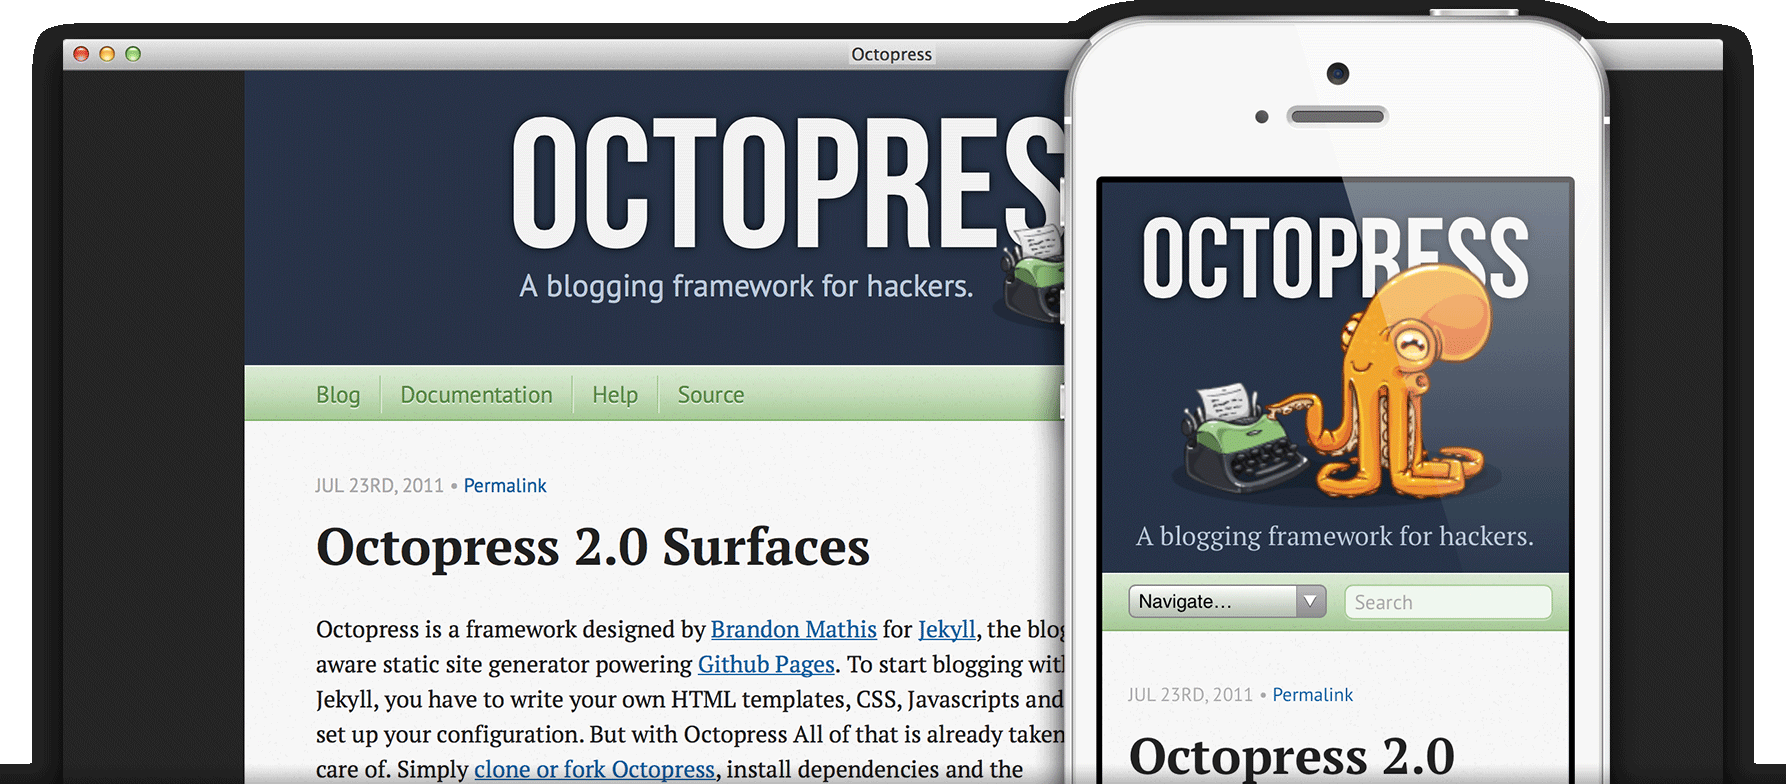 Octopress
OCTOPRES
A blogging framework for hackers.
Blog
Documentation
Help
Source
JUL 23RD, 2011 • Permalink
Octopress 2.0 Surfaces
Octopress is a framework designed by Brandon Mathis for Jekyll, the blog
aware static site generator powering Github Pages. To start blogging with
Jekyll, you have to write your own HTML templates, CSS, Javascripts and
set up your configuration. But with Octopress All of that is already taken
care of. Simply clone or fork Octopress, install dependencies and the
OCTOPRESS
A blogging framework for hackers.
Navigate...
Search
JUL 23RD, 2011 • Permalink
Octopress 2.0